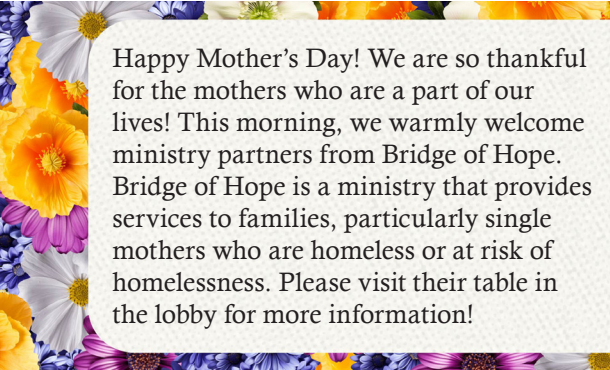 Happy Mother’s Day! We are so thankful
for the mothers who are a part of our
lives! This morning, we warmly welcome
ministry partners from Bridge of Hope.
Bridge of Hope is a ministry that provides
services to families, particularly single
mothers who are homeless or at risk of
homelessness. Please visit their table in
the lobby for more information!